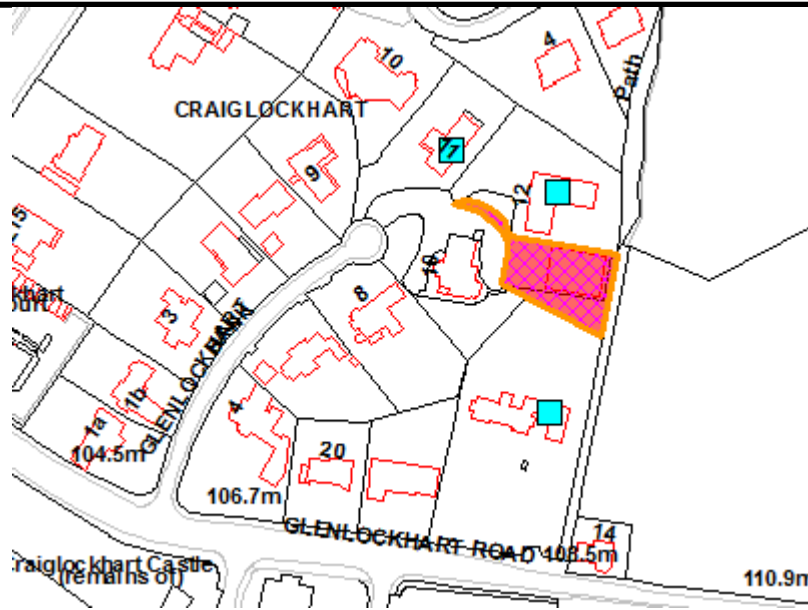 10
4
Path
CRAIGLOCKHART
11
9
12
15
10
8
3
GLENLOCKHART
1b
4
1a
104.5m
20
106.7m
GLENLOCKHART ROAD
108.5m
14
Craiglockhart Castle
(remains of)
110.9m